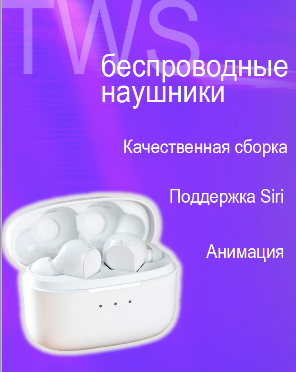 TWS
беспроводные
наушники
Качественная сборка
Поддержка Siri
Анимация